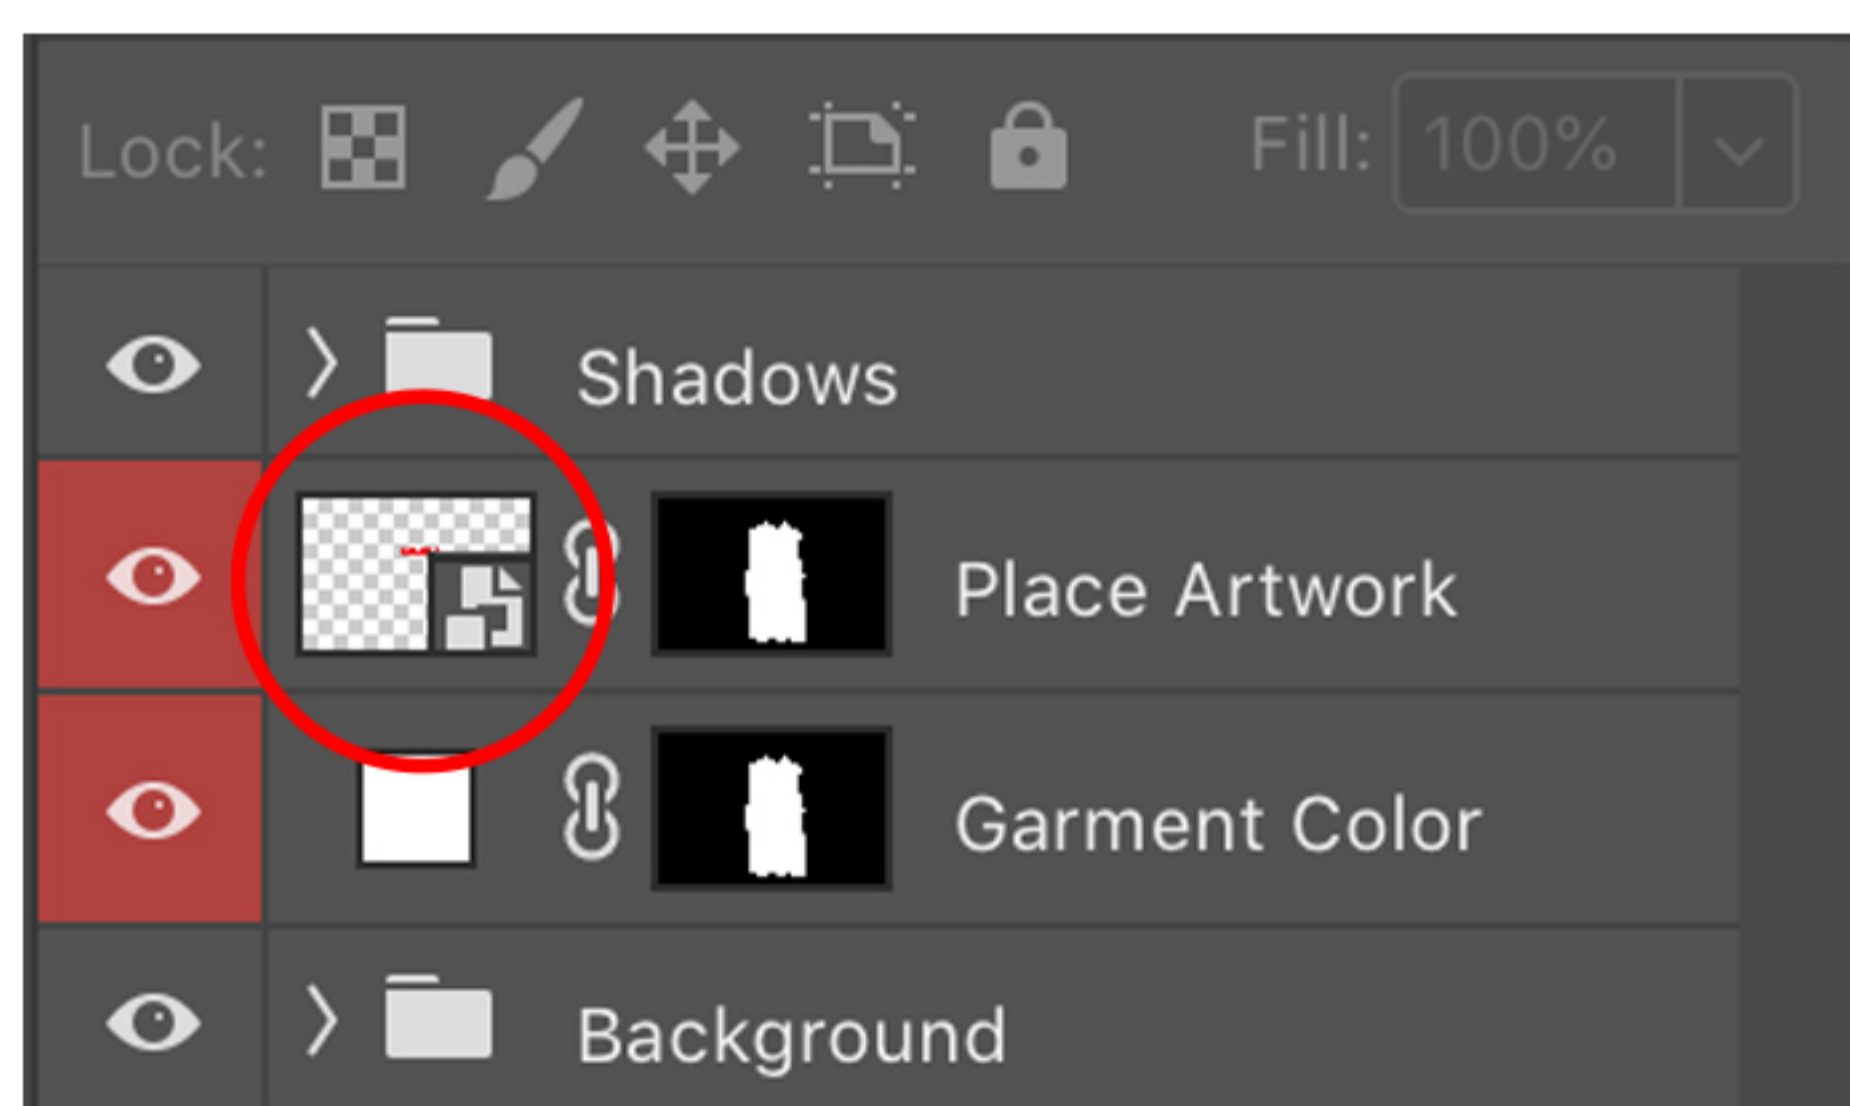 Lock: Fill: 100%
Shadows
Place Artwork
Garment Color
Background